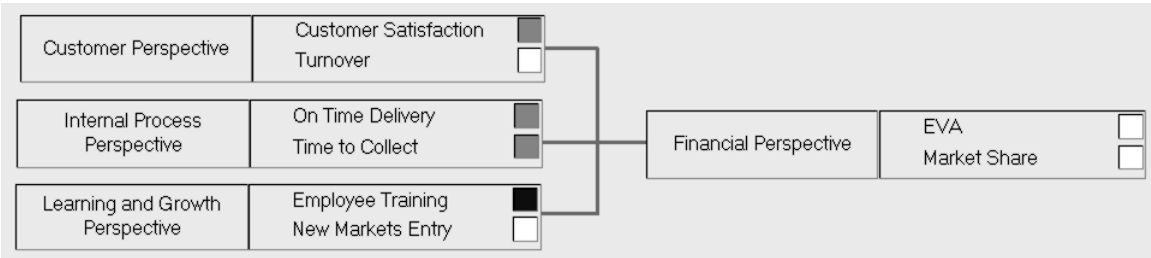 Customer Perspective
Customer Satisfaction
Turnover
Internal Process
Perspective
On Time Delivery
Time to Collect
Learning and Growth
Perspective
Employee Training
New Markets Entry
Financial Perspective
EVA
Market Share